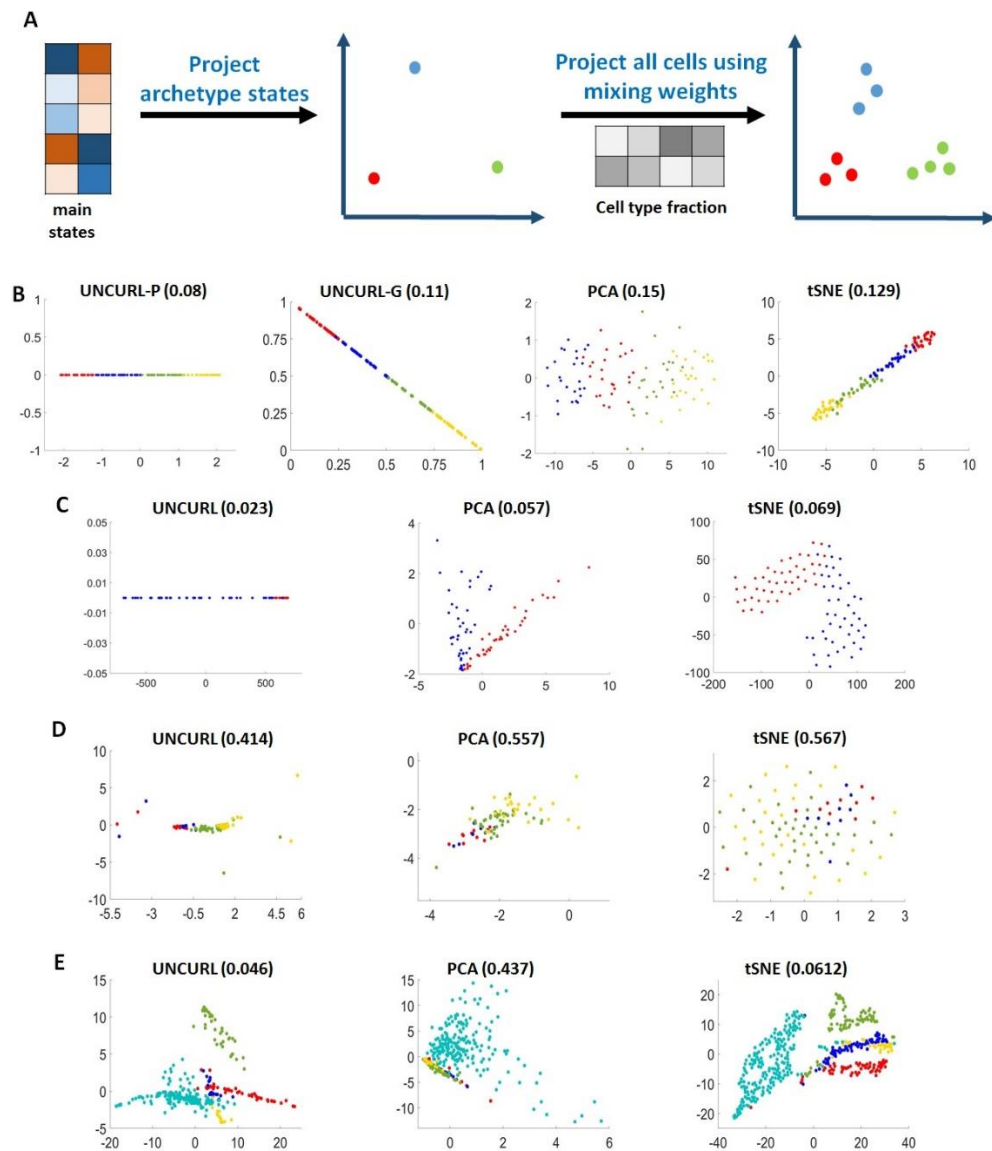 A
Project
archetype states
Project all cells using
mixing weights
main
states
Cell type fraction
B
UNCURL-P (0.08)
UNCURL-G (0.11)
PCA (0.15)
tSNE (0.129)
1
0.5
0
-0.5
-1
-2 -1 0 1 2
1
0.75
0.5
0.25
0
0 0.25 0.5 0.75 1
2
1
0
-1
-2
-10 -5 0 5 10
10
5
0
-5
-10
-10 -5 0 5 10
C
UNCURL (0.023)
PCA (0.057)
tSNE (0.069)
0.05
0.03
0.01
-0.01
-0.03
-0.05
-500 0 500
4
2
0
-2
-5 0 5 10
100
50
0
-50
-100
-200 -100 0 100 200
D
UNCURL (0.414)
PCA (0.557)
tSNE (0.567)
10
5
0
-5
-10
-5.5 -3 -0.5 2 4.5 6
0
-2
-4
-4 -2 0
2
0
-2
-2 -1 0 1 2 3
E
UNCURL (0.046)
PCA (0.437)
tSNE (0.0612)
15
10
5
0
-5
-20 -10 0 10 20
15
10
5
0
-5
-10
0 2 4 6
20
10
0
-10
-20
-40 -20 0 20 40